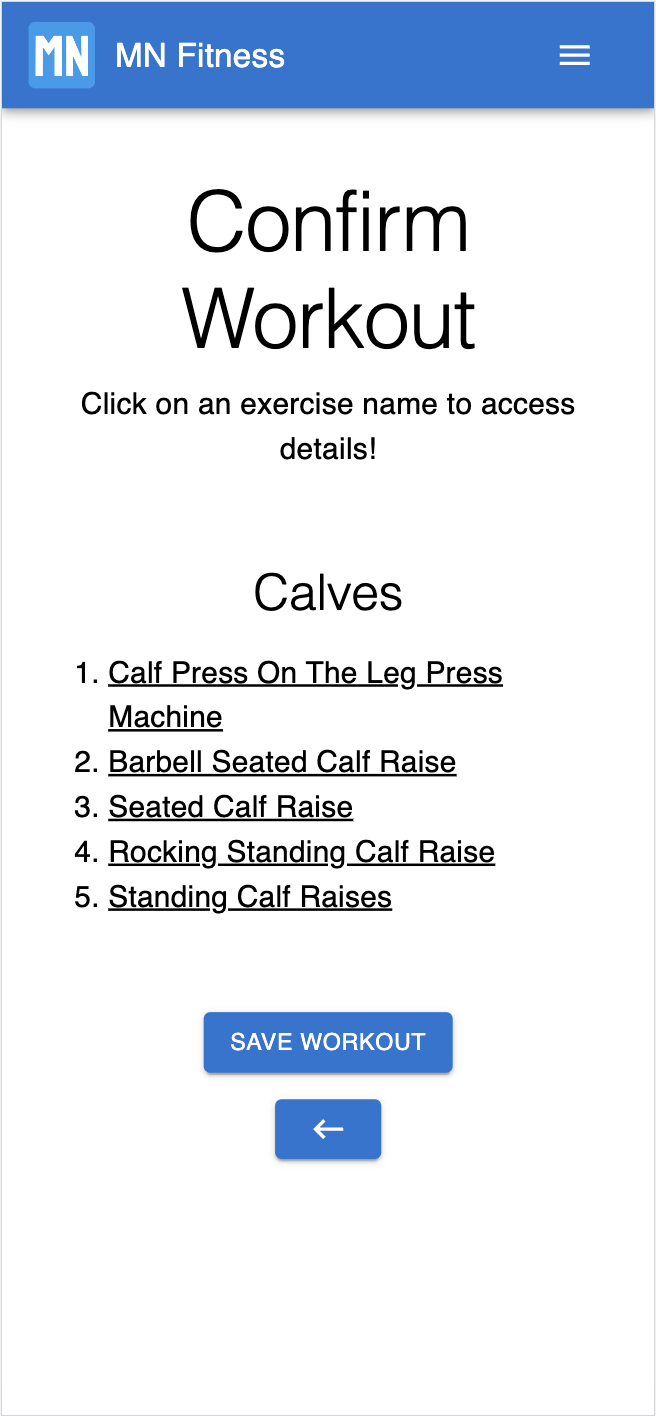 MN MN Fitness
Confirm
Workout
Click on an exercise name to access
details!
Calves
1. Calf Press On The Leg Press
Machine
2. Barbell Seated Calf Raise
3. Seated Calf Raise
4. Rocking Standing Calf Raise
5. Standing Calf Raises
SAVE WORKOUT